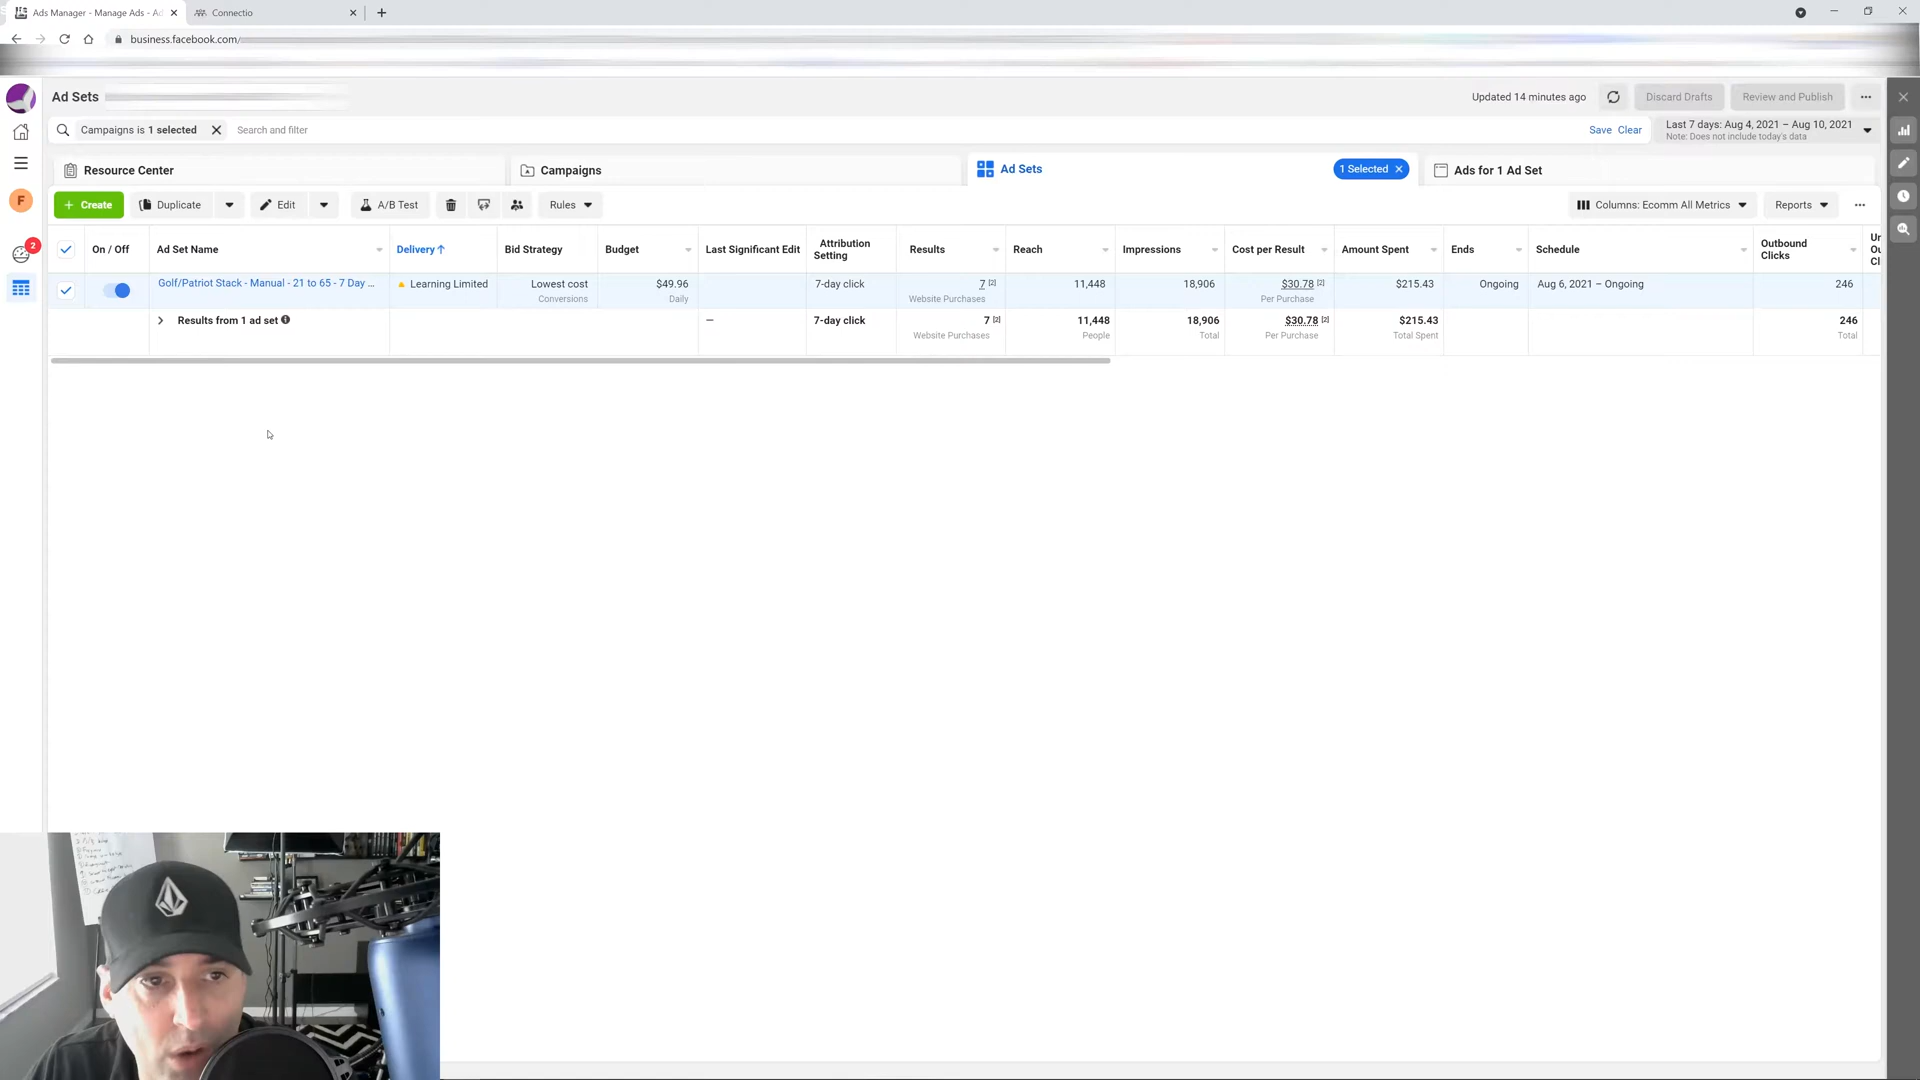 Ads Manager - Manage Ads - Ad
Connectio
business.facebook.com/
Ad Sets
Updated 14 minutes ago
Discard Drafts
Review and Publish
Campaigns is 1 selected
Search and filter
Save Clear
Last 7 days: Aug 4, 2021 – Aug 10, 2021
Note: Does not include today's data
Resource Center
Campaigns
Ad Sets
1 Selected
Ads for 1 Ad Set
+ Create
Duplicate
Edit
A/B Test
Rules
Columns: Ecomm All Metrics
Reports
F
2
On / Off
Ad Set Name
Delivery ↑
Bid Strategy
Budget
Last Significant Edit
Attribution Setting
Results
Reach
Impressions
Cost per Result
Amount Spent
Ends
Schedule
Outbound Clicks
Un
Ou
Cl
Golf/Patriot Stack - Manual - 21 to 65 - 7 Day ...
Learning Limited
Lowest cost
Conversions
$49.96
Daily
7-day click
7 [2]
Website Purchases
11,448
18,906
$30.78 [2]
Per Purchase
$215.43
Ongoing
Aug 6, 2021 – Ongoing
246
Results from 1 ad set
—
7-day click
7 [2]
Website Purchases
11,448
People
18,906
Total
$30.78 [2]
Per Purchase
$215.43
Total Spent
246
Total